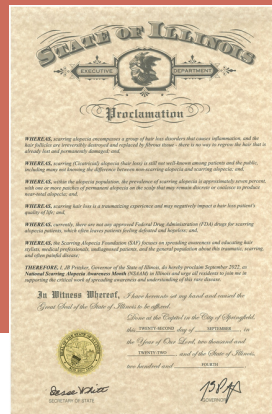 STATE OF ILLINOIS
EXECUTIVE DEPARTMENT
Proclamation
WHEREAS, scarring alopecia encompasses a group of hair loss disorders that causes inflammation, and the
hair follicles are irreversibly destroyed and replaced by fibrous tissue - there is no way to regrow the hair that is
already lost and permanently damaged; and,
WHEREAS, scarring (Cicatricial) alopecia their loss is still not well-known among patients and the public,
including many not knowing the difference between non-scarring alopecia and scarring alopecia; and,
WHEREAS, within the alopecia population, the prevalence of scarring alopecia is approximately seven percent,
with one or more patches of permanent alopecia on the scalp that may remain discreet or coalesce to produce
near-total alopecia; and,
WHEREAS, scarring hair loss is a traumatizing experience and may negatively impact a hair loss patient's
quality of life; and,
WHEREAS, currently, there are not any approved Federal Drug Administration (FDA) drugs for scarring
alopecia patients, which often leaves patients feeling defeated and hopeless; and,
WHEREAS, the Scarring Alopecia Foundation (SAF) focuses on spreading awareness and educating hair
stylists, medical professionals, undiagnosed patients, and the general population about this traumatic, scarring,
and often painful disease;
THEREFORE, I, JB Pritzker, Governor of the State of Illinois, do hereby proclaim September 2022, as
National Scarring Alopecia Awareness Month (NSAAM) in Illinois and urge all residents to join me in
supporting the critical work of spreading awareness and understanding of this rare disease.
In Witness Whereof, I have hereunto set my hand and caused the
Great Seal of the State of Illinois to be affixed.
Done at the Capitol in the City of Springfield,
this TWENTY-SECOND day of SEPTEMBER, in
the Year of Our Lord, two thousand and
TWENTY-TWO and of the State of Illinois,
two hundred and FOURTH
SECRETARY OF STATE
GOVERNOR